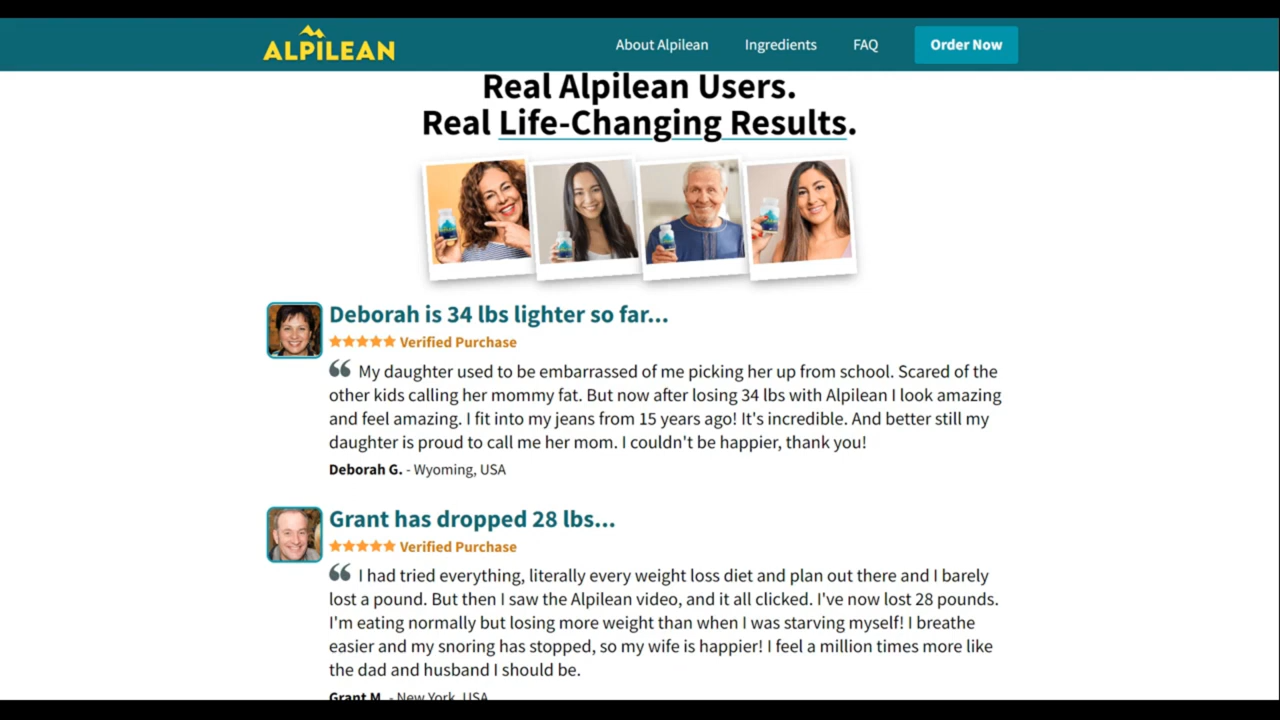 ALPILEAN
About Alpilean
Ingredients
FAQ
Order Now
Real Alpilean Users.
Real Life-Changing Results.
Deborah is 34 lbs lighter so far...
Verified Purchase
“ My daughter used to be embarrassed of me picking her up from school. Scared of the
other kids calling her mommy fat. But now after losing 34 lbs with Alpilean I look amazing
and feel amazing. I fit into my jeans from 15 years ago! It's incredible. And better still my
daughter is proud to call me her mom. I couldn't be happier, thank you!
Deborah G. - Wyoming, USA
Grant has dropped 28 lbs...
Verified Purchase
“ I had tried everything, literally every weight loss diet and plan out there and I barely
lost a pound. But then I saw the Alpilean video, and it all clicked. I've now lost 28 pounds.
I'm eating normally but losing more weight than when I was starving myself! I breathe
easier and my snoring has stopped, so my wife is happier! I feel a million times more like
the dad and husband I should be.
Grant M. - New York, USA